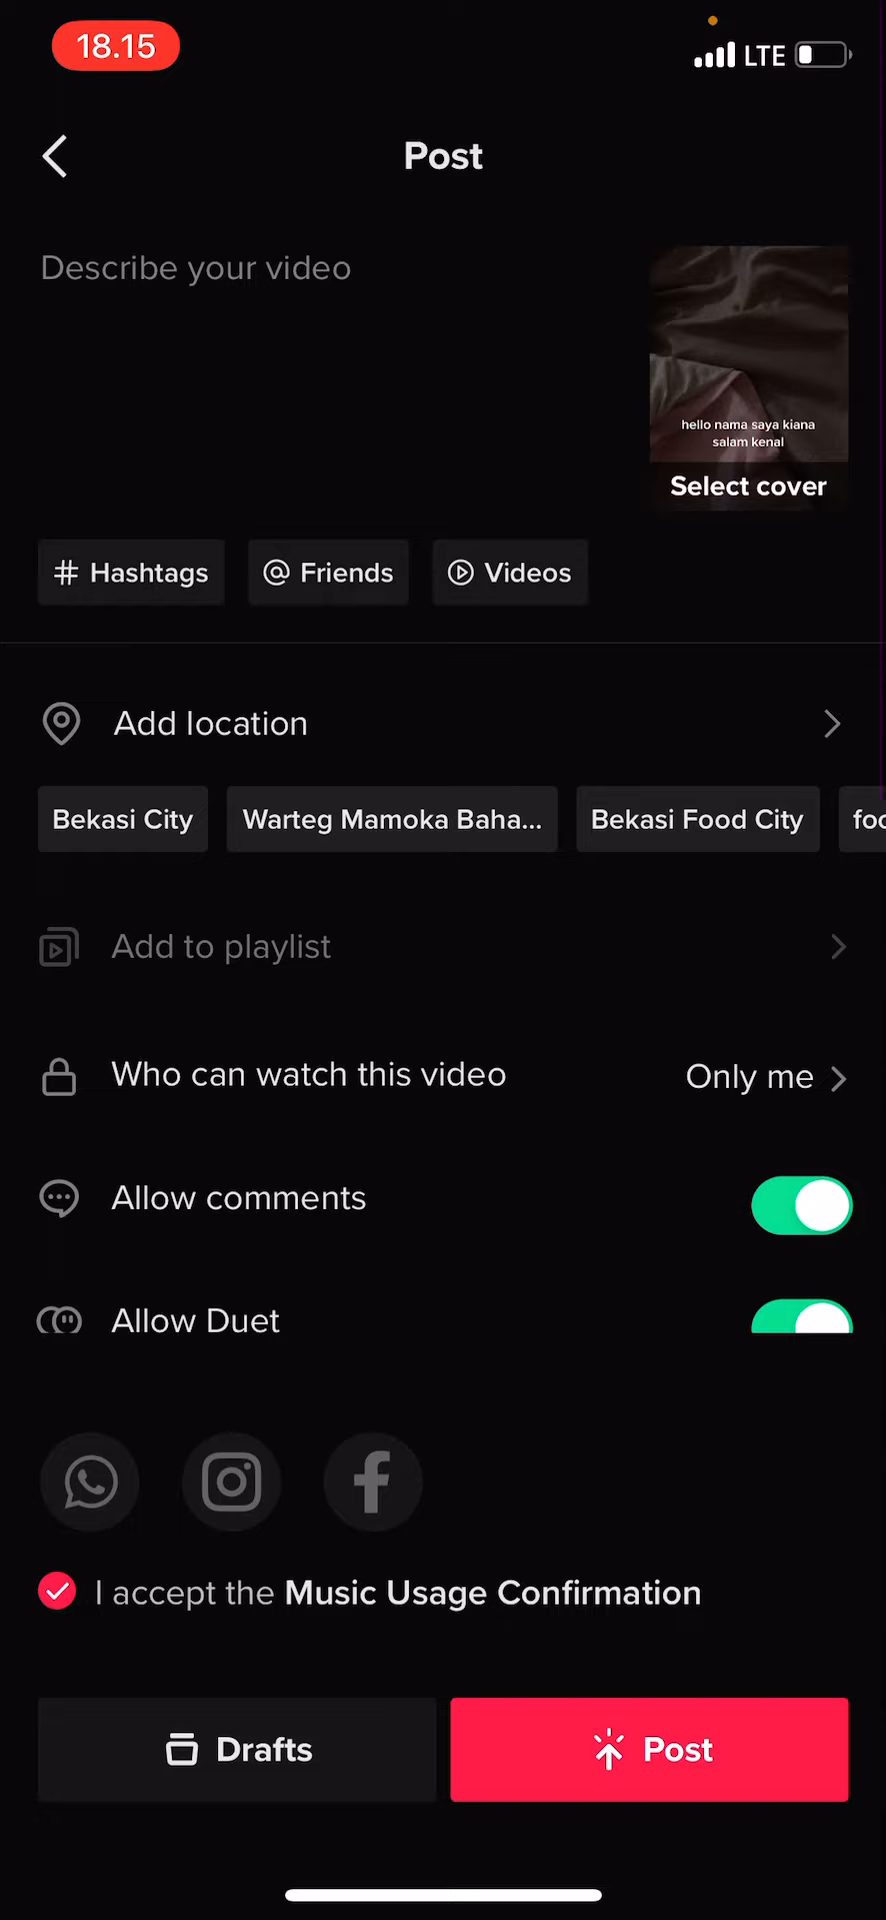 18.15
LTE
Post
Describe your video
hello nama saya kiana
salam kenal
Select cover
# Hashtags
@ Friends
Videos
Add location
Bekasi City
Warteg Mamoka Baha...
Bekasi Food City
foo
Add to playlist
Who can watch this video
Only me
Allow comments
Allow Duet
I accept the Music Usage Confirmation
Drafts
Post